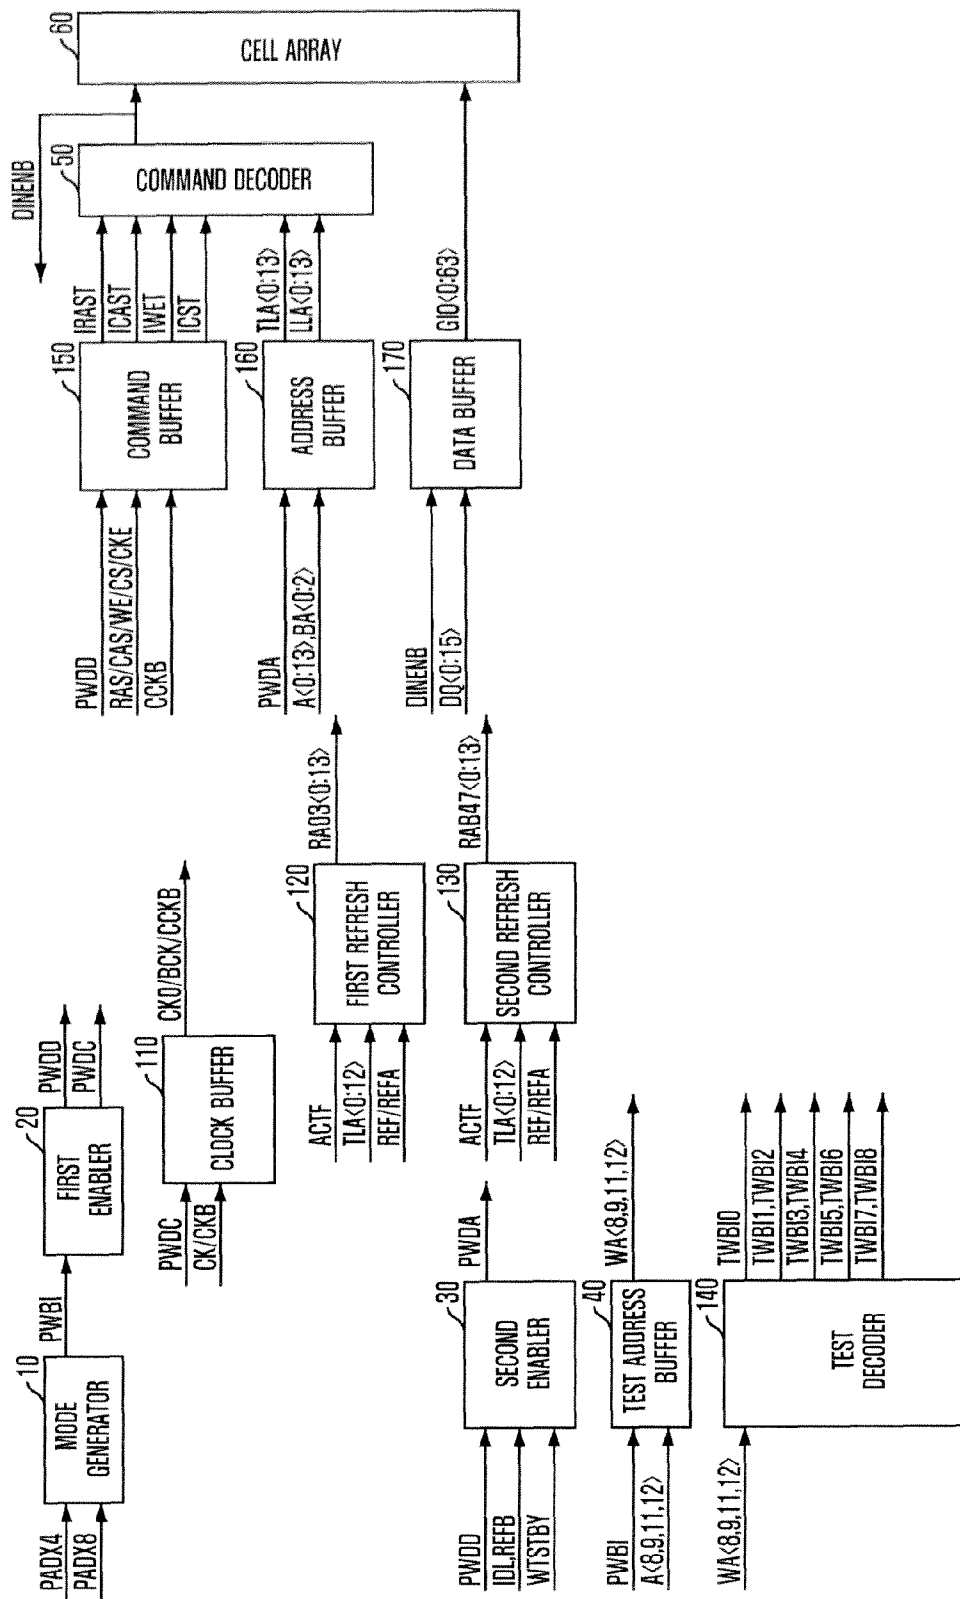 PADX4
PADX8
10
MODE
GENERATOR
PWBI
20
FIRST
ENABLER
PWDD
PWDC
PWDC
CK/CKB
110
CLOCK BUFFER
CK0/BCK/CCKB
PWDD
IDL,REFB
WTSTBY
30
SECOND
ENABLER
PWDA
PWBI
A<8,9,11,12>
40
TEST ADDRESS
BUFFER
WA<8,9,11,12>
WA<8,9,11,12>
140
TEST
DECODER
TWBI0
TWBI1,TWBI2
TWBI3,TWBI4
TWBI5,TWBI6
TWBI7,TWBI8
ACTF
TLA<0:12>
REF/REFA
120
FIRST REFRESH
CONTROLLER
RA03<0:13>
ACTF
TLA<0:12>
REF/REFA
130
SECOND REFRESH
CONTROLLER
RAB47<0:13>
PWDD
RAS/CAS/WE/CS/CKE
CCKB
150
COMMAND
BUFFER
IRAST
ICAST
IWET
ICST
PWDA
A<0:13>,BA<0:2>
160
ADDRESS
BUFFER
TLA<0:13>
LLA<0:13>
DINENB
DQ<0:15>
170
DATA BUFFER
GIO<0:63>
DINENB
50
COMMAND DECODER
60
CELL ARRAY